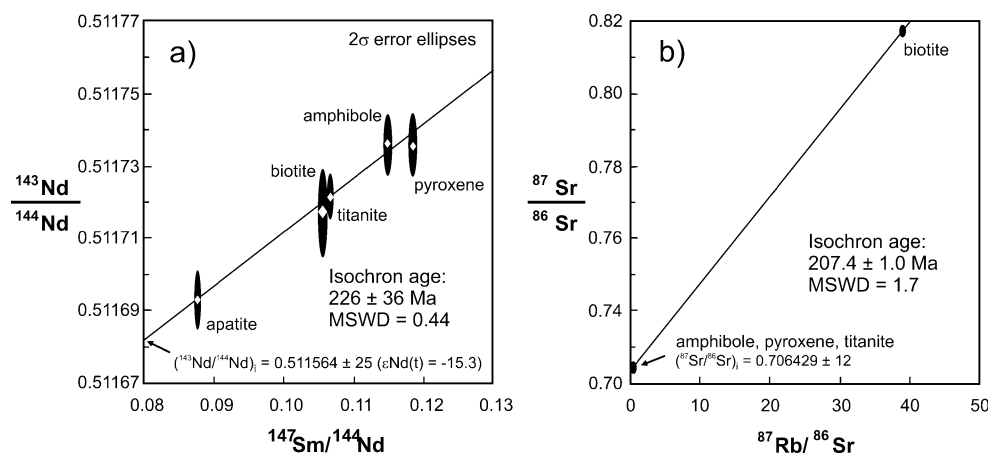 a)
2σ error ellipses
0.51177
0.51175
0.51173
0.51171
0.51169
0.51167
143Nd
144Nd
amphibole
pyroxene
biotite
titanite
apatite
Isochron age:
226 ± 36 Ma
MSWD = 0.44
(143Nd/144Nd)i = 0.511564 ± 25 (εNd(t) = -15.3)
0.08 0.09 0.10 0.11 0.12 0.13
147Sm/144Nd
b)
0.82
0.80
0.78
0.76
0.74
0.70
87Sr
86Sr
biotite
Isochron age:
207.4 ± 1.0 Ma
MSWD = 1.7
amphibole, pyroxene, titanite
(87Sr/86Sr)i = 0.706429 ± 12
0 10 20 30 40 50
87Rb/86Sr